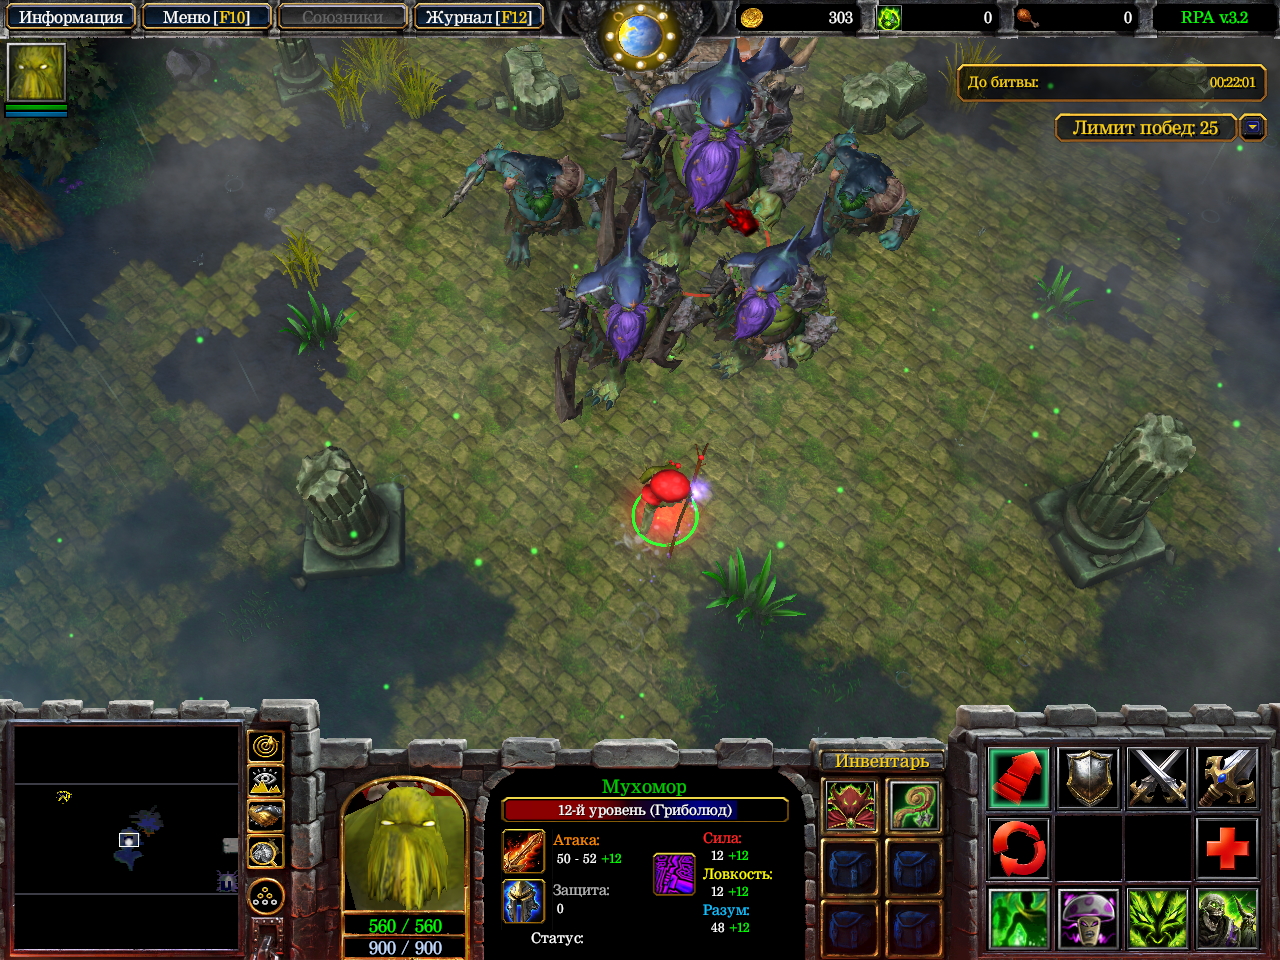 Информация
Меню [F10]
Союзники
Журнал [F12]
303
0
0
RPA v.3.2
До битвы:
00:22:01
Лимит побед: 25
Мухомор
12-й уровень (Гриболюд)
Атака:
50 - 52 +12
Защита:
0
Статус:
Сила:
12 +12
Ловкость:
12 +12
Разум:
48 +12
560 / 560
900 / 900
Инвентарь